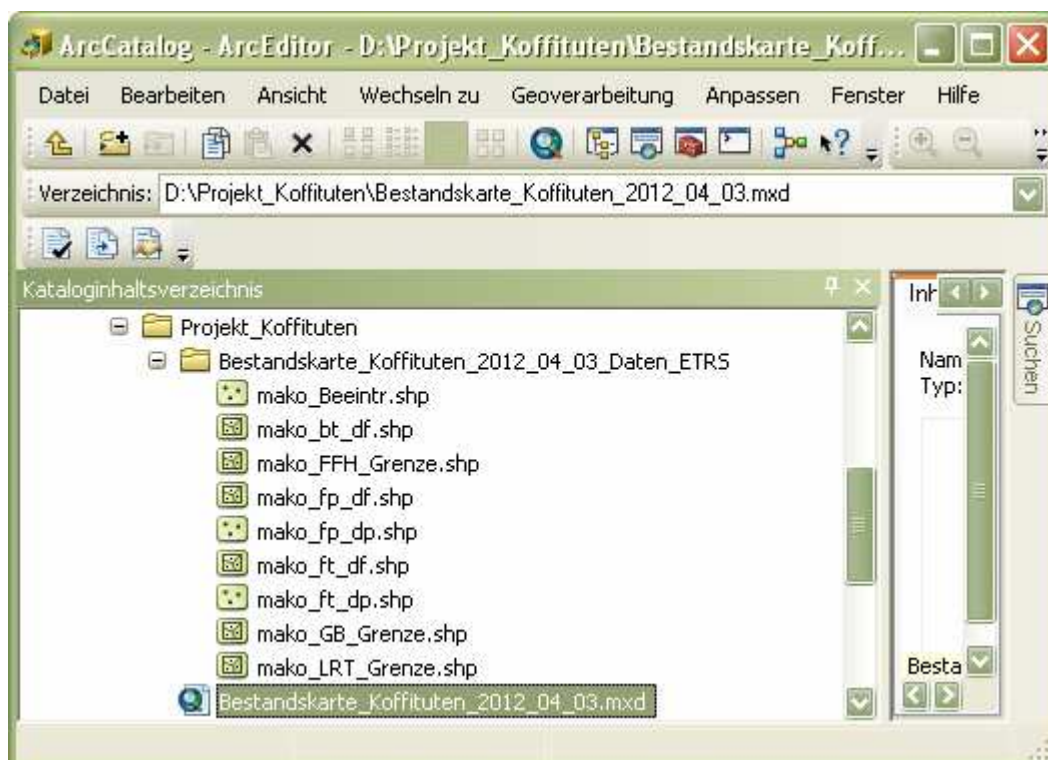 ArcCatalog - ArcEditor - D:\Projekt_Koffituten\Bestandskarte_Koff...
Datei Bearbeiten Ansicht Wechseln zu Geoverarbeitung Anpassen Fenster Hilfe
Verzeichnis: D:\Projekt_Koffituten\Bestandskarte_Koffituten_2012_04_03.mxd
Kataloginhaltsverzeichnis
Projekt_Koffituten
Bestandskarte_Koffituten_2012_04_03_Daten_ETRS
mako_Beeintr.shp
mako_bt_df.shp
mako_FFH_Grenze.shp
mako_fp_df.shp
mako_fp_dp.shp
mako_ft_df.shp
mako_ft_dp.shp
mako_GB_Grenze.shp
mako_LRT_Grenze.shp
Bestandskarte_Koffituten_2012_04_03.mxd
Inh
Nam
Typ:
Besta
Suchen